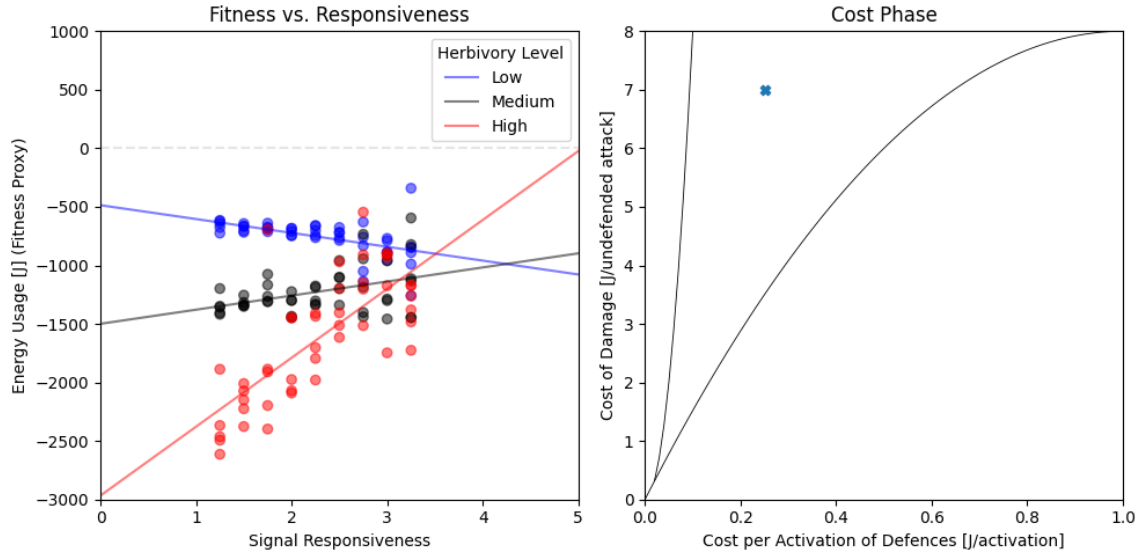 Fitness vs. Responsiveness
1000
500
0
−500
−1000
−1500
−2000
−2500
−3000
Energy Usage [J] (Fitness Proxy)
Herbivory Level
Low
Medium
High
0 1 2 3 4 5
Signal Responsiveness
Cost Phase
8
7
6
5
4
3
2
1
0
Cost of Damage [J/undefended attack]
0.0 0.2 0.4 0.6 0.8 1.0
Cost per Activation of Defences [J/activation]